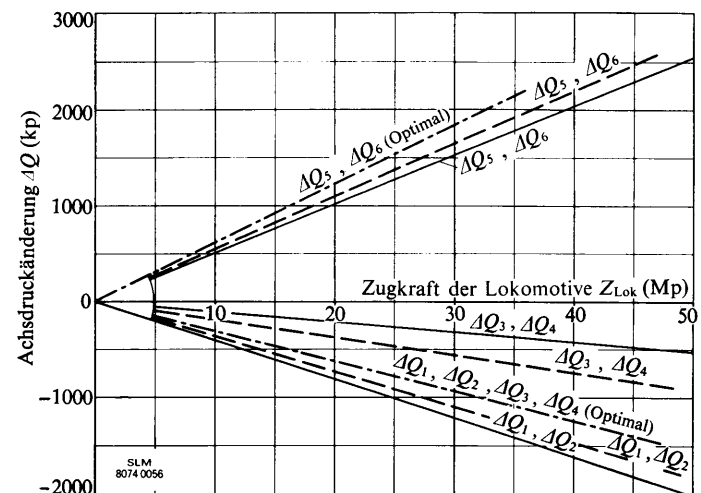 3000
2000
1000
0
-1000
-2000
Achsdruckänderung ΔQ (kp)
ΔQ5 , ΔQ6 (Optimal)
ΔQ5 , ΔQ6
ΔQ5 , ΔQ6
Zugkraft der Lokomotive ZLok (Mp)
10 20 30 40 50
ΔQ3 , ΔQ4
ΔQ3 , ΔQ4
ΔQ1 , ΔQ2 , ΔQ3 , ΔQ4 (Optimal)
ΔQ1 , ΔQ2
ΔQ1 , ΔQ2
SLM
8074 0056